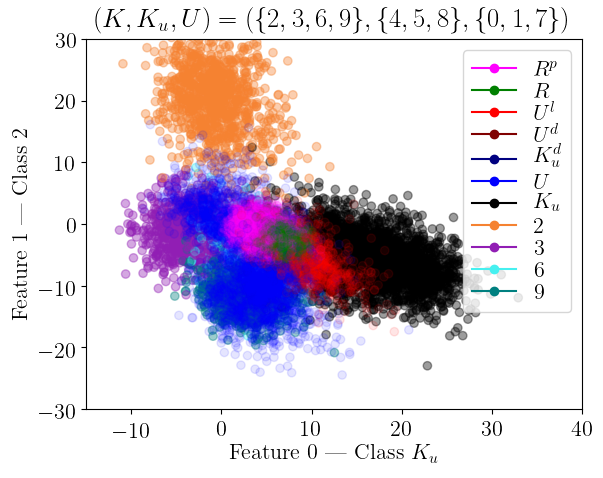 (K, K_u, U) = ({2, 3, 6, 9}, {4, 5, 8}, {0, 1, 7})
30
20
10
0
−10
−20
−30
Feature 1 — Class 2
R^p
R
U^l
U^d
K_u^d
U
K_u
2
3
6
9
−10 0 10 20 30 40
Feature 0 — Class K_u